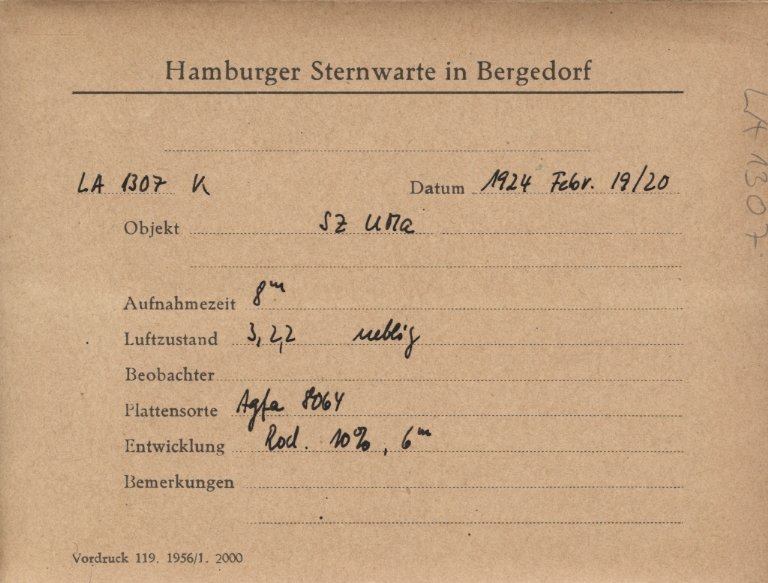 Hamburger Sternwarte in Bergedorf
LA 1307 K Datum 1924 Febr. 19/20
Objekt SZ UMa
Aufnahmezeit 8m
Luftzustand 3,2,2 neblig
Beobachter
Plattensorte Agfa 8064
Entwicklung Rod. 10%, 6m
Bemerkungen
Vordruck 119. 1956/1. 2000
LA 1307